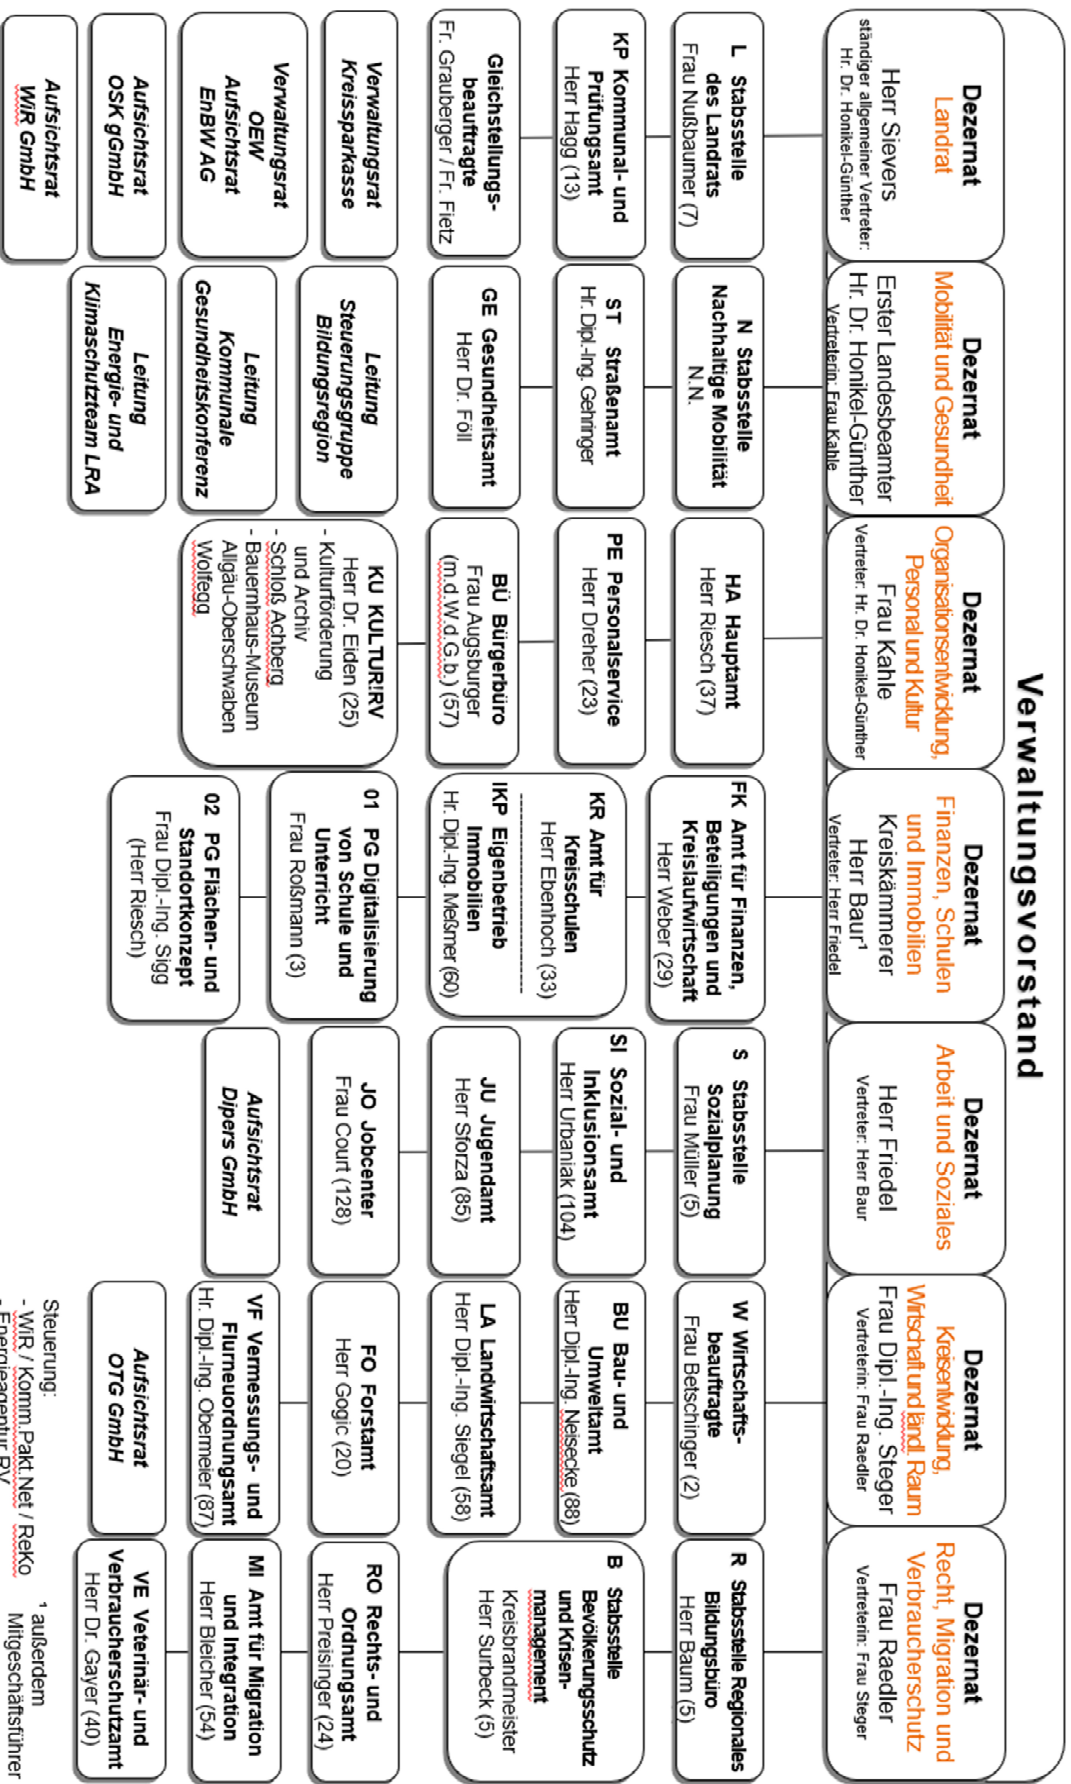 Verwaltungsvorstand
Dezernat
Landrat
Herr Sievers
ständiger allgemeiner Vertreter:
Hr. Dr. Honikel-Günther
L Stabsstelle
des Landrats
Frau Nußbaumer (7)
KP Kommunal- und
Prüfungsamt
Herr Hagg (13)
Gleichstellungs-
beauftragte
Fr. Grauberger / Fr. Fietz
Verwaltungsrat
Kreissparkasse
Verwaltungsrat
OEW
Aufsichtsrat
EnBW AG
Aufsichtsrat
OSK gGmbH
Aufsichtsrat
WiR GmbH
Dezernat
Mobilität und Gesundheit
Erster Landesbeamter
Hr. Dr. Honikel-Günther
Vertreterin: Frau Kahle
N Stabsstelle
Nachhaltige Mobilität
N.N.
ST Straßenamt
Hr. Dipl.-Ing. Gehringer
GE Gesundheitsamt
Herr Dr. Föll
Leitung
Steuerungsgruppe
Bildungsregion
Leitung
Kommunale
Gesundheitskonferenz
Leitung
Energie- und
Klimaschutzteam LRA
Dezernat
Organisationsentwicklung,
Personal und Kultur
Frau Kahle
Vertreter: Hr. Dr. Honikel-Günther
HA Hauptamt
Herr Riesch (37)
PE Personalservice
Herr Dreher (23)
BÜ Bürgerbüro
Frau Augsburger
(m.d.W.d.G.b.) (57)
KU KULTUR!RV
Herr Dr. Eiden (25)
- Kulturförderung
und Archiv
- Schloß Achberg
- Bauernhaus-Museum
Allgäu-Oberschwaben
Wolfegg
Dezernat
Finanzen, Schulen
und Immobilien
Kreiskämmerer
Herr Baur¹
Vertreter: Herr Friedel
FK Amt für Finanzen,
Beteiligungen und
Kreislaufwirtschaft
Herr Weber (29)
KR Amt für
Kreisschulen
Herr Ebenhoch (33)
IKP Eigenbetrieb
Immobilien
Hr. Dipl.-Ing. Meßmer (60)
01 PG Digitalisierung
von Schule und
Unterricht
Frau Roßmann (3)
02 PG Flächen- und
Standortkonzept
Frau Dipl.-Ing. Sigg
(Herr Riesch)
Dezernat
Arbeit und Soziales
Herr Friedel
Vertreter: Herr Baur
S Stabsstelle
Sozialplanung
Frau Müller (5)
SI Sozial- und
Inklusionsamt
Herr Urbaniak (104)
JU Jugendamt
Herr Sforza (85)
JO Jobcenter
Frau Court (128)
Aufsichtsrat
Dipers GmbH
Dezernat
Kreisentwicklung,
Wirtschaft und ländl. Raum
Frau Dipl.-Ing. Steger
Vertreterin: Frau Raedler
W Wirtschafts-
beauftragte
Frau Betschinger (2)
BU Bau- und
Umweltamt
Herr Dipl.-Ing. Neisecke (88)
LA Landwirtschaftsamt
Herr Dipl.-Ing. Siegel (58)
FO Forstamt
Herr Gogic (20)
VF Vermessungs- und
Flurneuordnungsamt
Hr. Dipl.-Ing. Obermeier (87)
Aufsichtsrat
OTG GmbH
Steuerung:
- WIR / Komm.Pakt.Net / ReKo
- Energieagentur RV
Dezernat
Recht, Migration und
Verbraucherschutz
Frau Raedler
Vertreterin: Frau Steger
R Stabsstelle Regionales
Bildungsbüro
Herr Baum (5)
B Stabsstelle
Bevölkerungsschutz
und Krisen-
management
Kreisbrandmeister
Herr Surbeck (5)
RO Rechts- und
Ordnungsamt
Herr Preisinger (24)
MI Amt für Migration
und Integration
Herr Bleicher (54)
VE Veterinär- und
Verbraucherschutzamt
Herr Dr. Gayer (40)
¹ außerdem
Mitgeschäftsführer